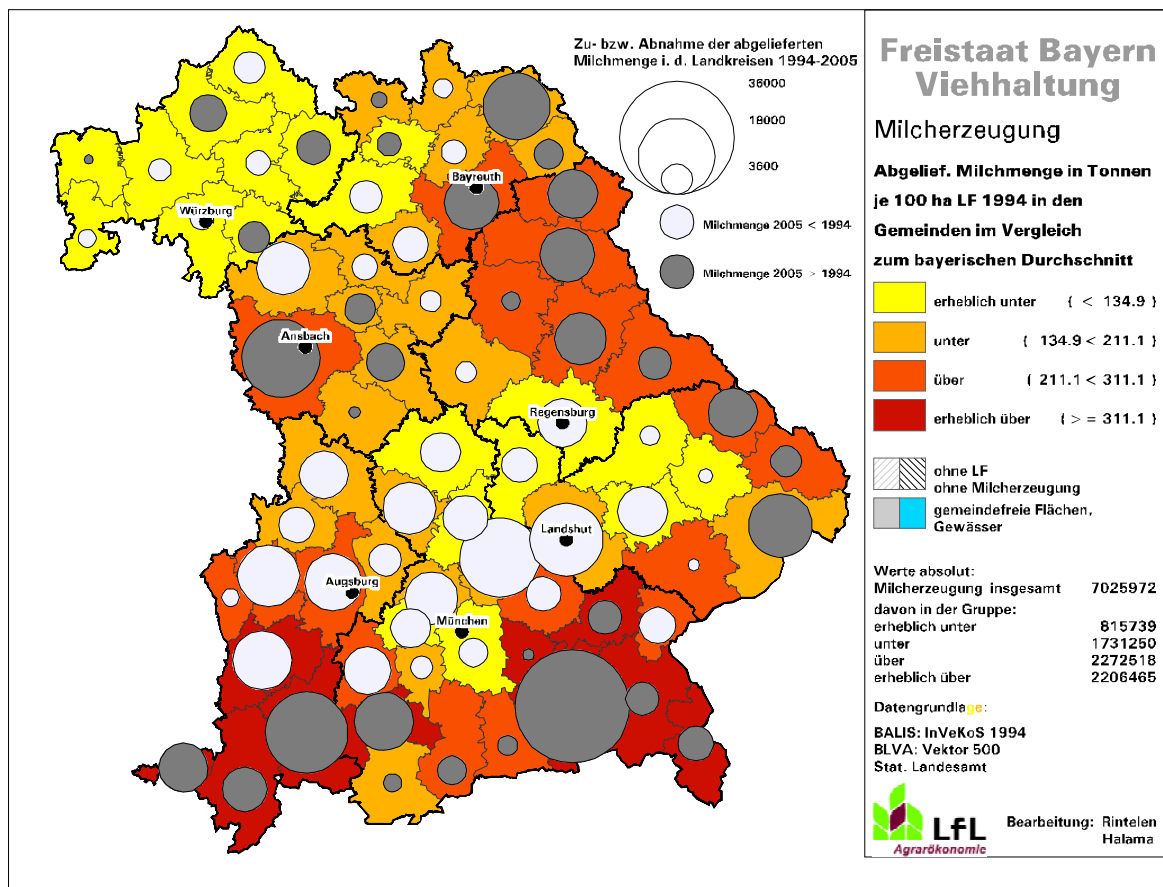 Zu- bzw. Abnahme der abgelieferten
Milchmenge i. d. Landkreisen 1994-2005
36000
18000
3600
Milchmenge 2005 < 1994
Milchmenge 2005 > 1994
Bayreuth
Würzburg
Ansbach
Regensburg
Landshut
Augsburg
München
Freistaat Bayern
Viehhaltung
Milcherzeugung
Abgelief. Milchmenge in Tonnen
je 100 ha LF 1994 in den
Gemeinden im Vergleich
zum bayerischen Durchschnitt
erheblich unter ( < 134.9 )
unter ( 134.9 < 211.1 )
über ( 211.1 < 311.1 )
erheblich über ( > = 311.1 )
ohne LF
ohne Milcherzeugung
gemeindefreie Flächen,
Gewässer
Werte absolut:
Milcherzeugung insgesamt 7025972
davon in der Gruppe:
erheblich unter 815739
unter 1731250
über 2272518
erheblich über 2206465
Datengrundlage:
BALIS: InVeKoS 1994
BLVA: Vektor 500
Stat. Landesamt
LfL
Agrarökonomie
Bearbeitung: Rintelen
Halama